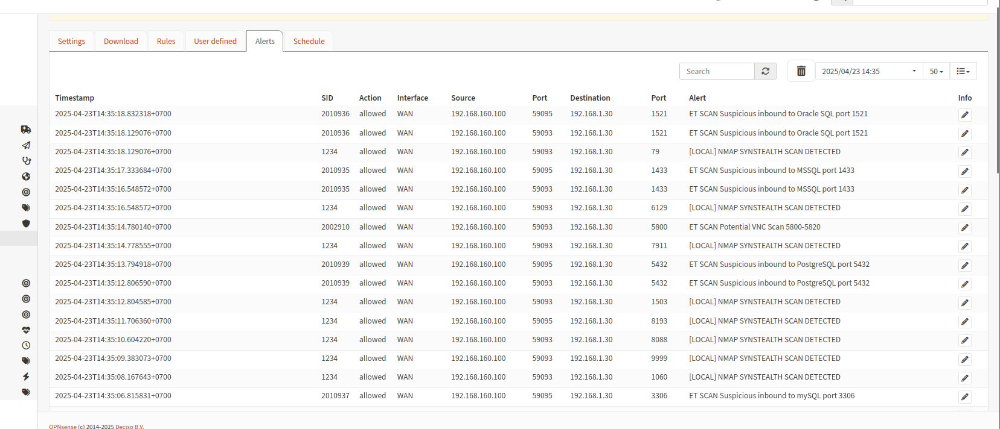 Settings Download Rules User defined Alerts Schedule
Search 2025/04/23 14:35 50
Timestamp SID Action Interface Source Port Destination Port Alert Info
2025-04-23T14:35:18.832318+0700 2010936 allowed WAN 192.168.160.100 59095 192.168.1.30 1521 ET SCAN Suspicious inbound to Oracle SQL port 1521
2025-04-23T14:35:18.129076+0700 2010936 allowed WAN 192.168.160.100 59093 192.168.1.30 1521 ET SCAN Suspicious inbound to Oracle SQL port 1521
2025-04-23T14:35:18.129076+0700 1234 allowed WAN 192.168.160.100 59093 192.168.1.30 79 [LOCAL] NMAP SYNSTEALTH SCAN DETECTED
2025-04-23T14:35:17.333684+0700 2010935 allowed WAN 192.168.160.100 59095 192.168.1.30 1433 ET SCAN Suspicious inbound to MSSQL port 1433
2025-04-23T14:35:16.548572+0700 2010935 allowed WAN 192.168.160.100 59093 192.168.1.30 1433 ET SCAN Suspicious inbound to MSSQL port 1433
2025-04-23T14:35:16.548572+0700 1234 allowed WAN 192.168.160.100 59093 192.168.1.30 6129 [LOCAL] NMAP SYNSTEALTH SCAN DETECTED
2025-04-23T14:35:14.780140+0700 2002910 allowed WAN 192.168.160.100 59093 192.168.1.30 5800 ET SCAN Potential VNC Scan 5800-5820
2025-04-23T14:35:14.778555+0700 1234 allowed WAN 192.168.160.100 59093 192.168.1.30 7911 [LOCAL] NMAP SYNSTEALTH SCAN DETECTED
2025-04-23T14:35:13.794918+0700 2010939 allowed WAN 192.168.160.100 59095 192.168.1.30 5432 ET SCAN Suspicious inbound to PostgreSQL port 5432
2025-04-23T14:35:12.806590+0700 2010939 allowed WAN 192.168.160.100 59093 192.168.1.30 5432 ET SCAN Suspicious inbound to PostgreSQL port 5432
2025-04-23T14:35:12.804585+0700 1234 allowed WAN 192.168.160.100 59093 192.168.1.30 1503 [LOCAL] NMAP SYNSTEALTH SCAN DETECTED
2025-04-23T14:35:11.706360+0700 1234 allowed WAN 192.168.160.100 59095 192.168.1.30 8193 [LOCAL] NMAP SYNSTEALTH SCAN DETECTED
2025-04-23T14:35:10.604220+0700 1234 allowed WAN 192.168.160.100 59093 192.168.1.30 8088 [LOCAL] NMAP SYNSTEALTH SCAN DETECTED
2025-04-23T14:35:09.383073+0700 1234 allowed WAN 192.168.160.100 59093 192.168.1.30 9999 [LOCAL] NMAP SYNSTEALTH SCAN DETECTED
2025-04-23T14:35:08.167643+0700 1234 allowed WAN 192.168.160.100 59093 192.168.1.30 1060 [LOCAL] NMAP SYNSTEALTH SCAN DETECTED
2025-04-23T14:35:06.815831+0700 2010937 allowed WAN 192.168.160.100 59095 192.168.1.30 3306 ET SCAN Suspicious inbound to mySQL port 3306
OPNsense (c) 2014-2025 Deciso B.V.